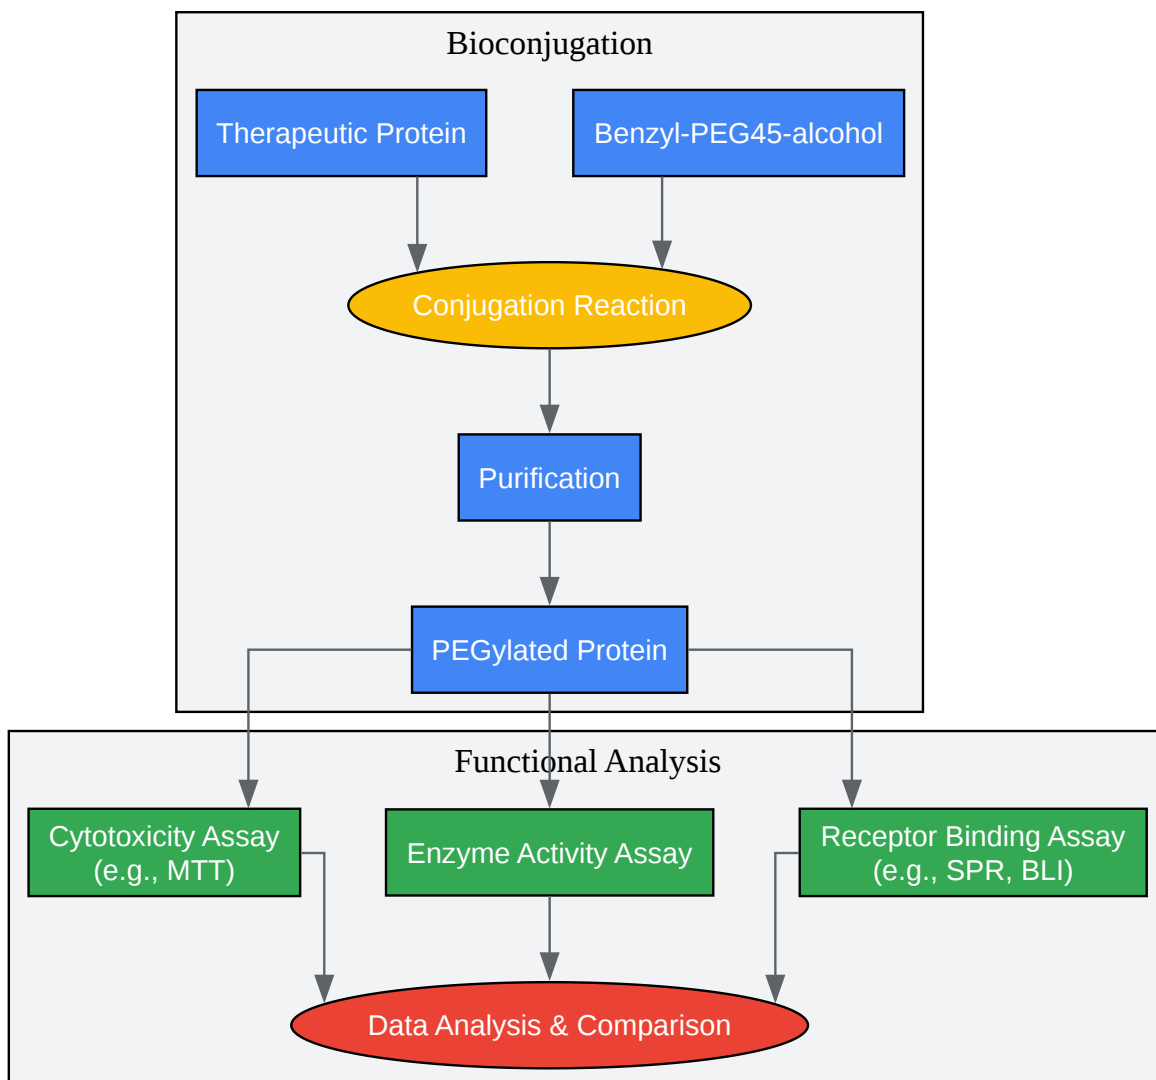 Bioconjugation
Therapeutic Protein
Benzyl-PEG45-alcohol
Conjugation Reaction
Purification
PEGylated Protein
Functional Analysis
Cytotoxicity Assay
(e.g., MTT)
Enzyme Activity Assay
Receptor Binding Assay
(e.g., SPR, BLI)
Data Analysis & Comparison